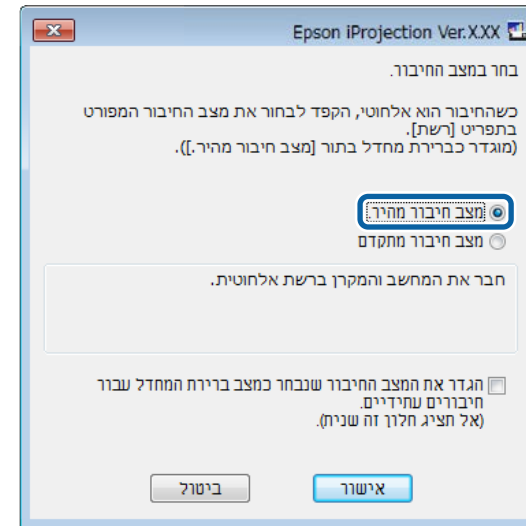 Epson iProjection Ver.X.XX
בחר במצב החיבור.
כשהחיבור הוא אלחוטי, הקפד לבחור את מצב החיבור המפורט
בתפריט [רשת].
(מוגדר כברירת מחדל בתור [מצב חיבור מהיר.]).
מצב חיבור מהיר.
מצב חיבור מתקדם
חבר את המחשב והמקרן ברשת אלחוטית.
הגדר את המצב החיבור שנבחר כמצב ברירת המחדל עבור
חיבורים עתידיים.
(אל תציג חלון זה שנית).
אישור
ביטול